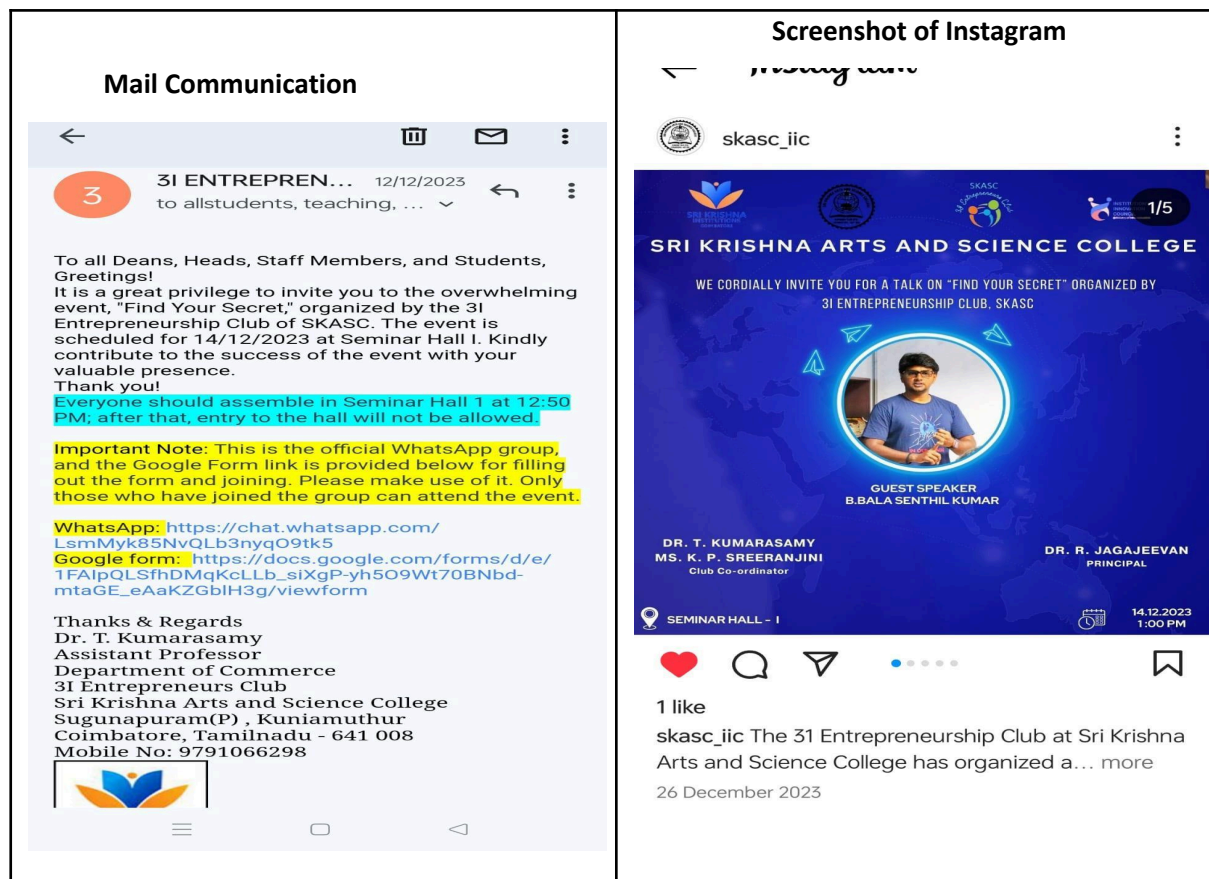 Mail Communication
3
3I ENTREPREN... 12/12/2023
to allstudents, teaching, ...
To all Deans, Heads, Staff Members, and Students,
Greetings!
It is a great privilege to invite you to the overwhelming
event, "Find Your Secret," organized by the 3I
Entrepreneurship Club of SKASC. The event is
scheduled for 14/12/2023 at Seminar Hall I. Kindly
contribute to the success of the event with your
valuable presence.
Thank you!
Everyone should assemble in Seminar Hall 1 at 12:50
PM; after that, entry to the hall will not be allowed.
Important Note: This is the official WhatsApp group,
and the Google Form link is provided below for filling
out the form and joining. Please make use of it. Only
those who have joined the group can attend the event.
WhatsApp: https://chat.whatsapp.com/
LsmMyk85NvQLb3nyqO9tk5
Google form: https://docs.google.com/forms/d/e/
1FAIpQLSfhDMqKcLLb_siXgP-yh5O9Wt70BNbd-
mtaGE_eAaKZGblH3g/viewform
Thanks & Regards
Dr. T. Kumarasamy
Assistant Professor
Department of Commerce
3I Entrepreneurs Club
Sri Krishna Arts and Science College
Sugunapuram(P) , Kuniamuthur
Coimbatore, Tamilnadu - 641 008
Mobile No: 9791066298
Screenshot of Instagram
Instagram
skasc_iic
SRI KRISHNA
INSTITUTIONS
SKASC
1/5
SRI KRISHNA ARTS AND SCIENCE COLLEGE
WE CORDIALLY INVITE YOU FOR A TALK ON "FIND YOUR SECRET" ORGANIZED BY
3I ENTREPRENEURSHIP CLUB, SKASC
GUEST SPEAKER
B.BALA SENTHIL KUMAR
DR. T. KUMARASAMY
MS. K. P. SREERANJINI
Club Co-ordinator
DR. R. JAGAJEEVAN
PRINCIPAL
SEMINAR HALL - I
14.12.2023
1:00 PM
1 like
skasc_iic The 31 Entrepreneurship Club at Sri Krishna
Arts and Science College has organized a... more
26 December 2023